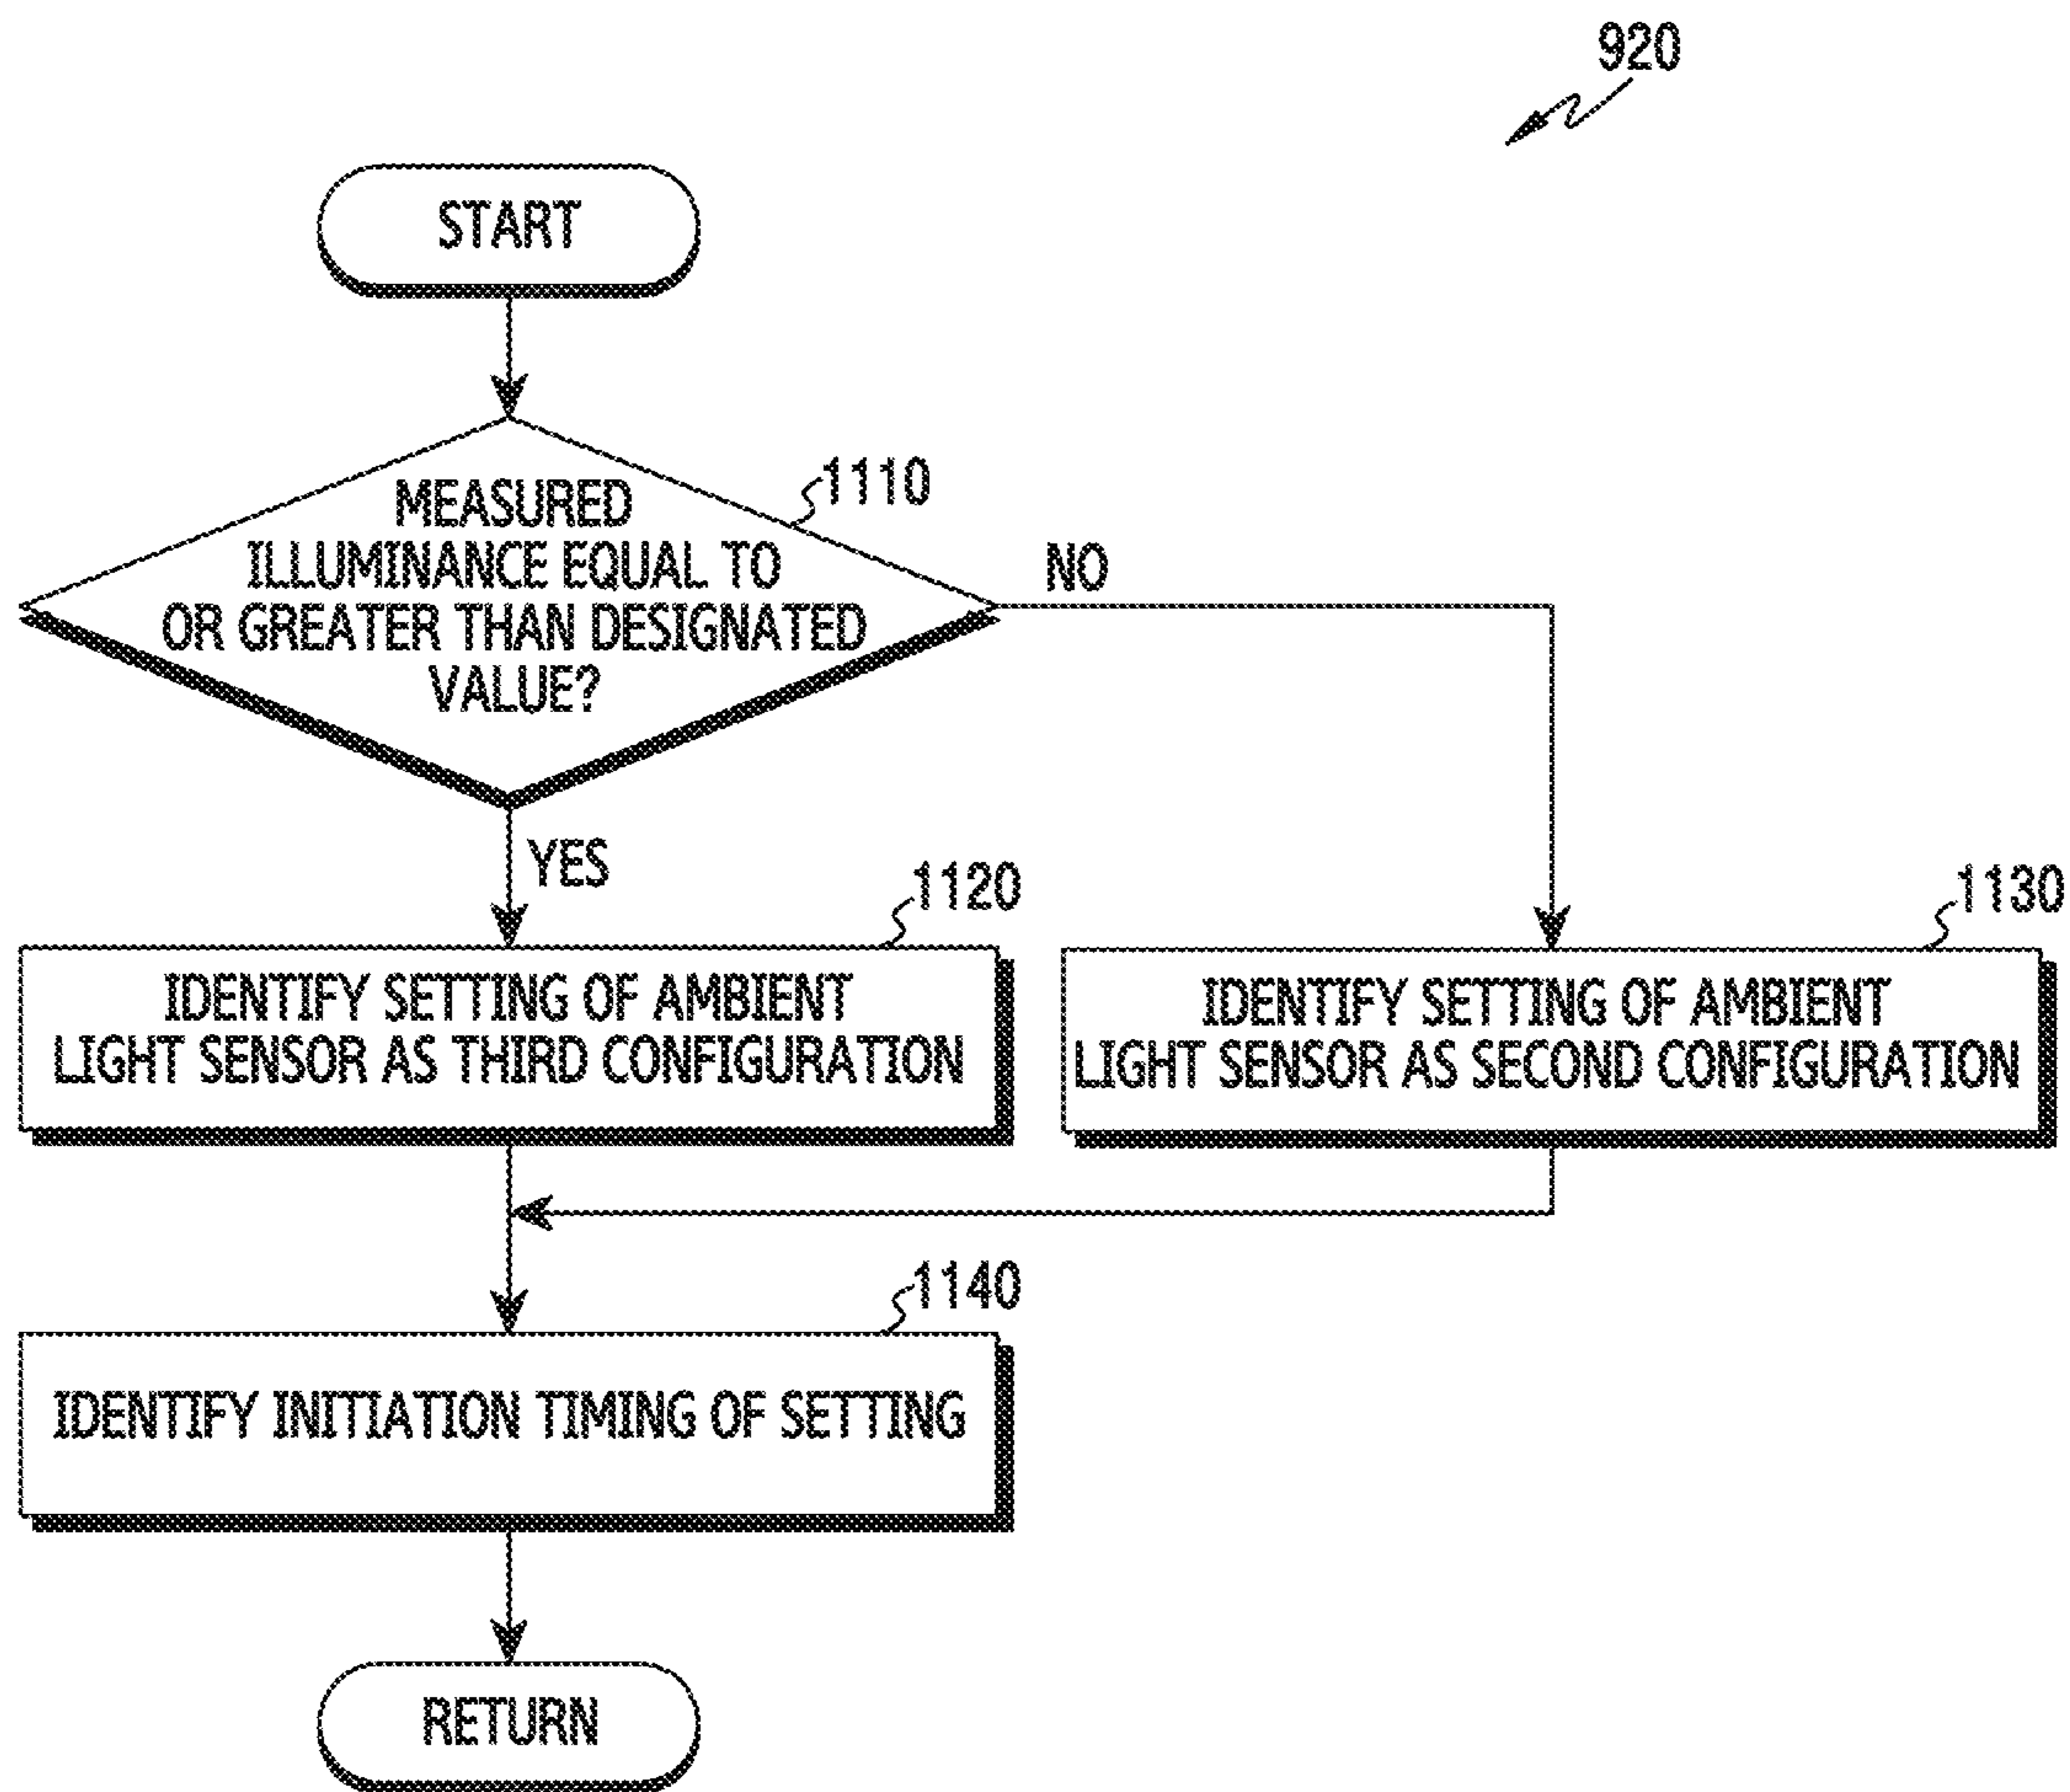 920
START
1110
MEASURED
ILLUMINANCE EQUAL TO
OR GREATER THAN DESIGNATED
VALUE?
NO
YES
1120
IDENTIFY SETTING OF AMBIENT
LIGHT SENSOR AS THIRD CONFIGURATION
1130
IDENTIFY SETTING OF AMBIENT
LIGHT SENSOR AS SECOND CONFIGURATION
1140
IDENTIFY INITIATION TIMING OF SETTING
RETURN